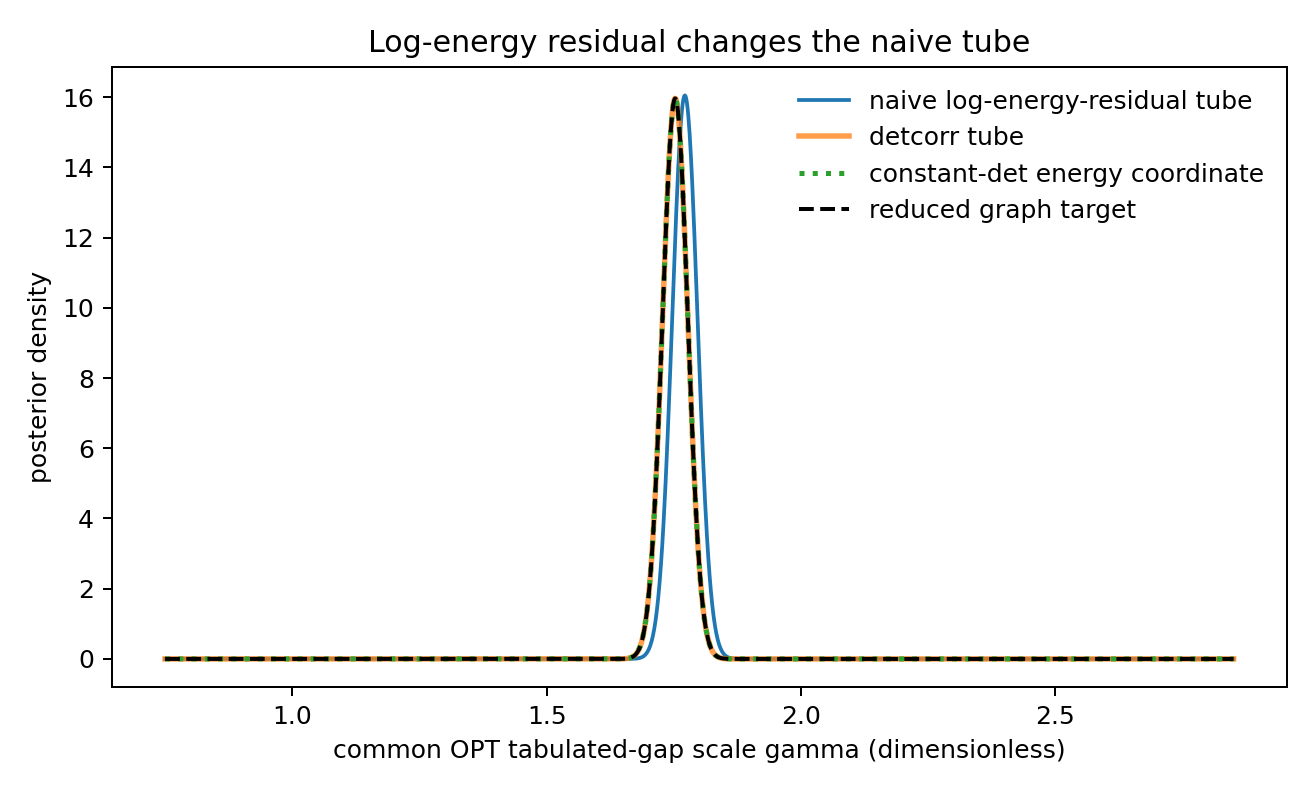 Log-energy residual changes the naive tube
naive log-energy-residual tube
detcorr tube
constant-det energy coordinate
reduced graph target
posterior density
16
14
12
10
8
6
4
2
0
1.0
1.5
2.0
2.5
common OPT tabulated-gap scale gamma (dimensionless)